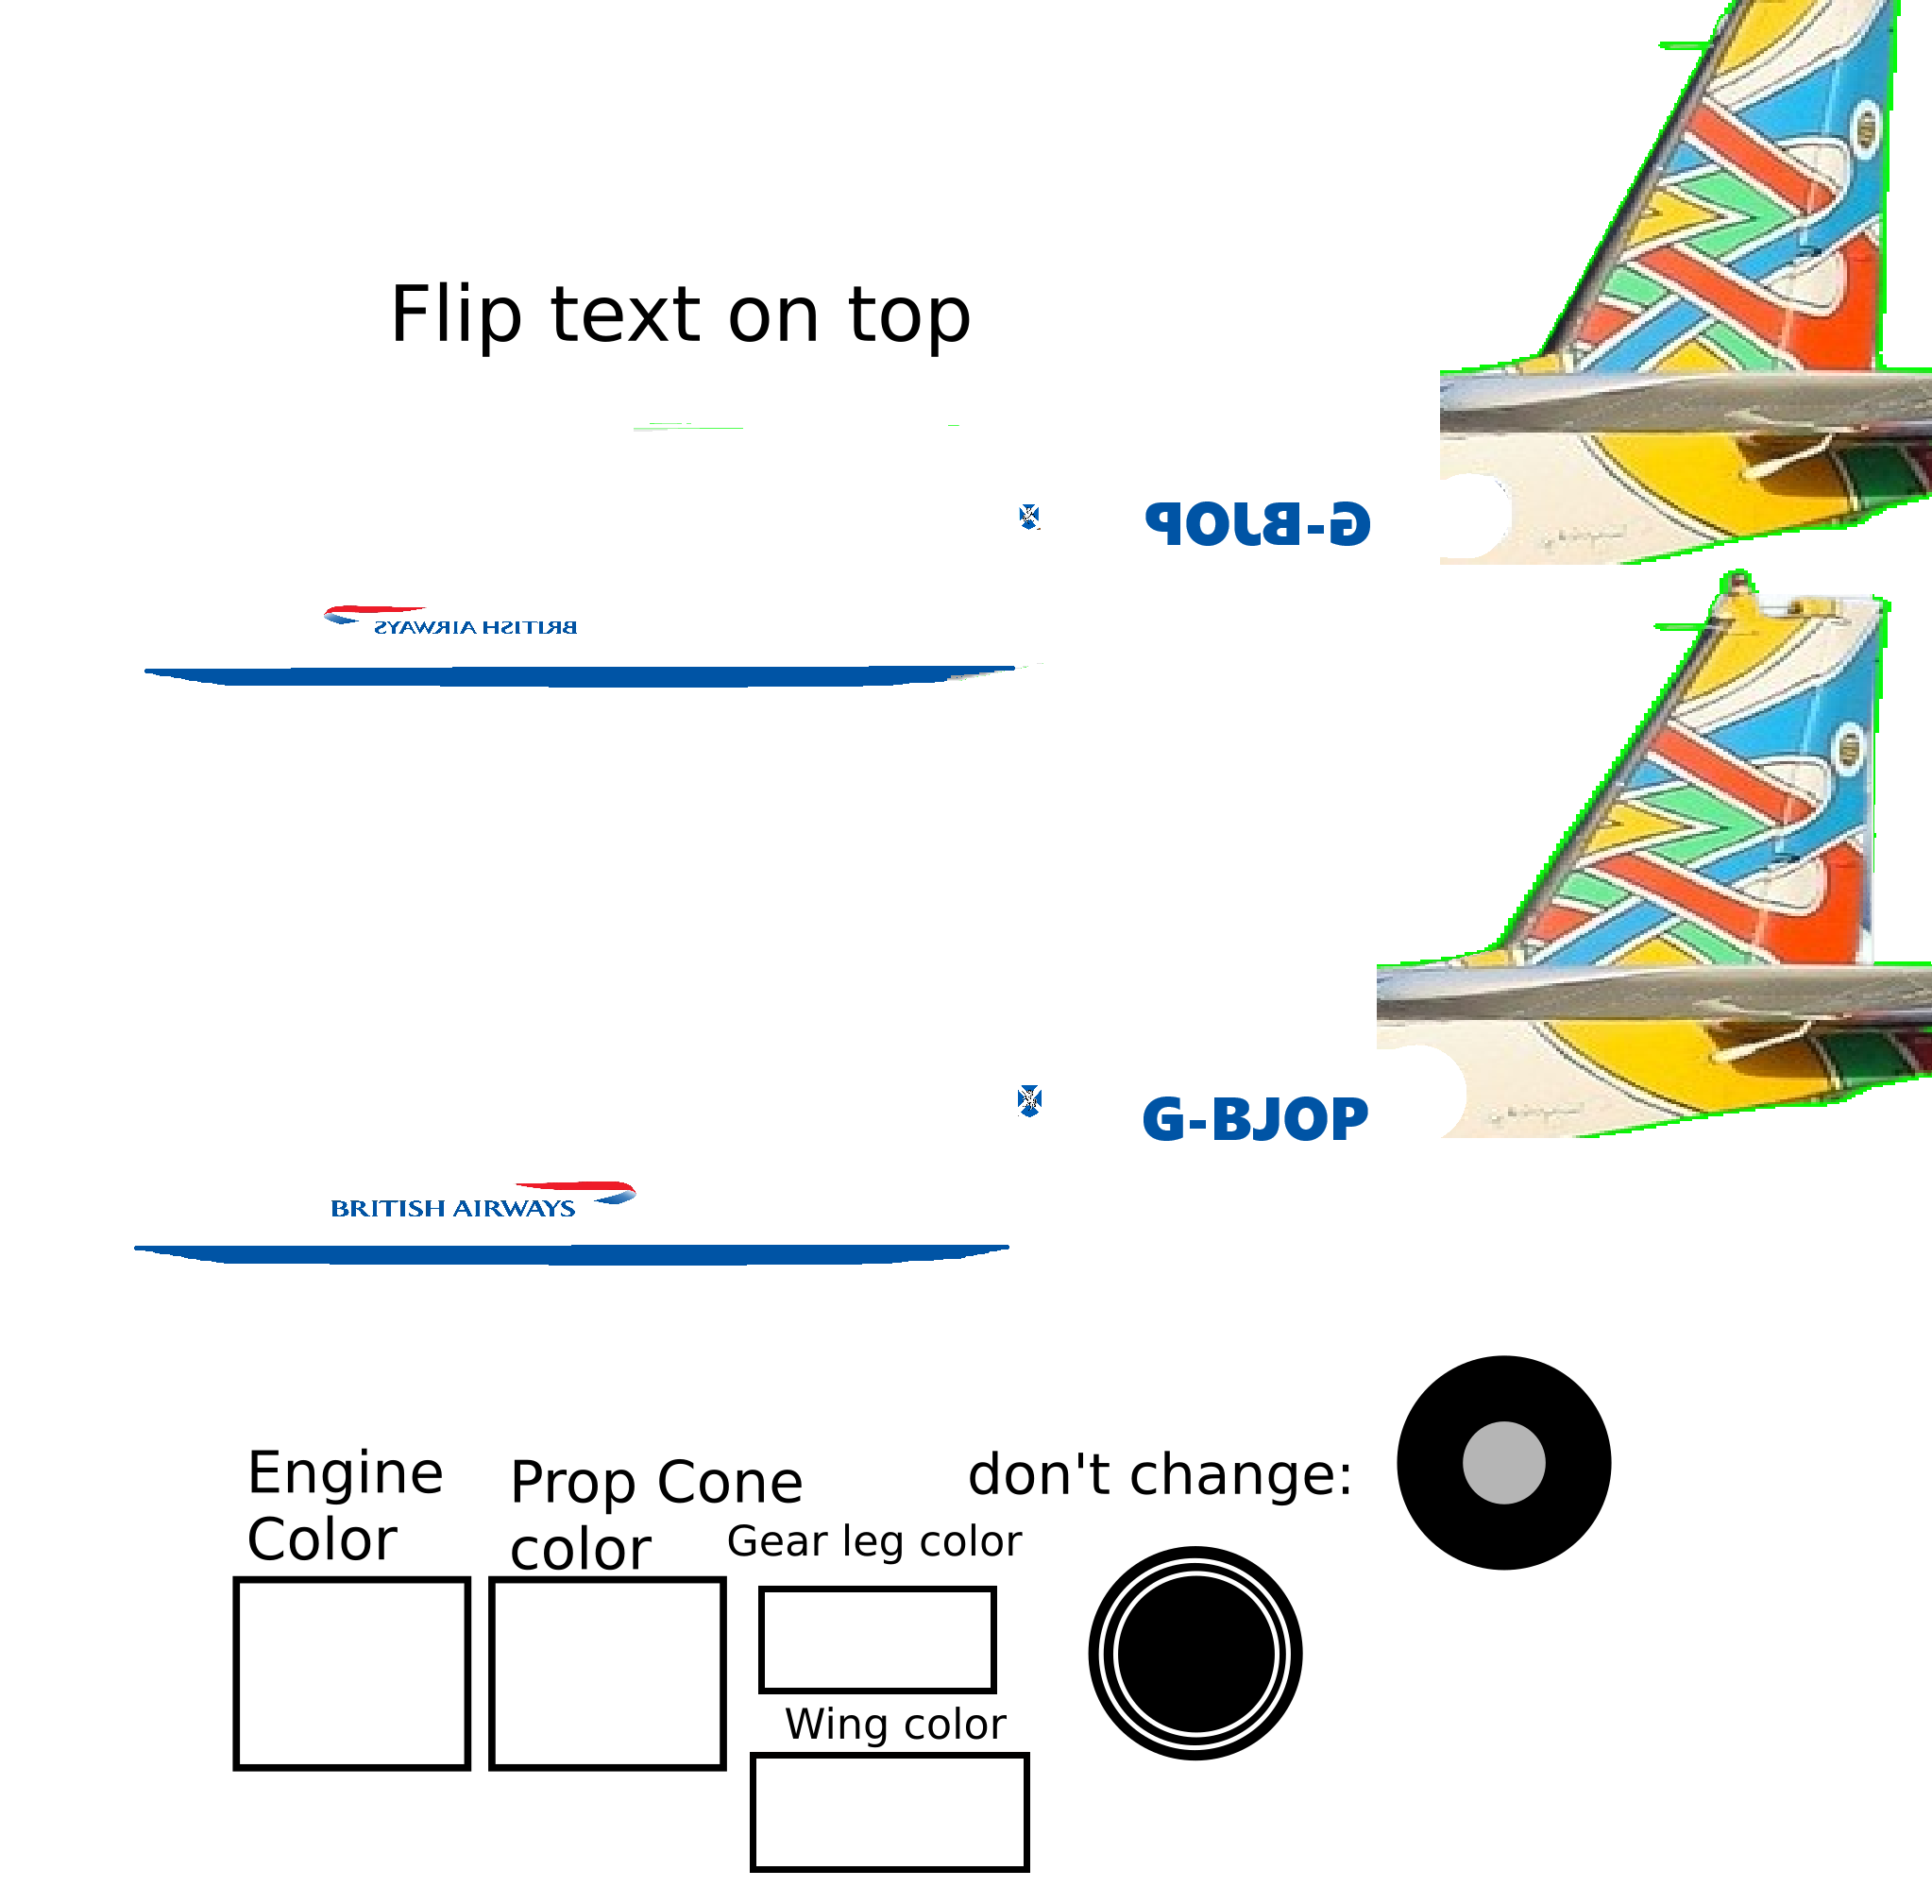 Flip text on top
G-BJOP
BRITISH AIRWAYS
G-BJOP
BRITISH AIRWAYS
Engine
Color
Prop Cone
color
Gear leg color
don't change:
Wing color